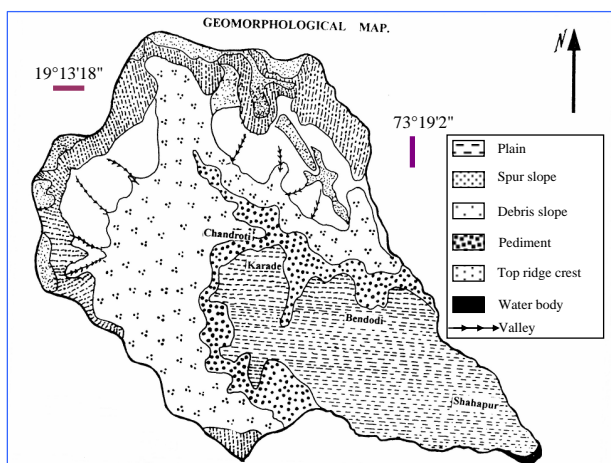 GEOMORPHOLOGICAL MAP.
N
19°13'18"
73°19'2"
Plain
Spur slope
Debris slope
Pediment
Top ridge crest
Water body
Valley
Chandroti
Karade
Bendodi
Shahapur